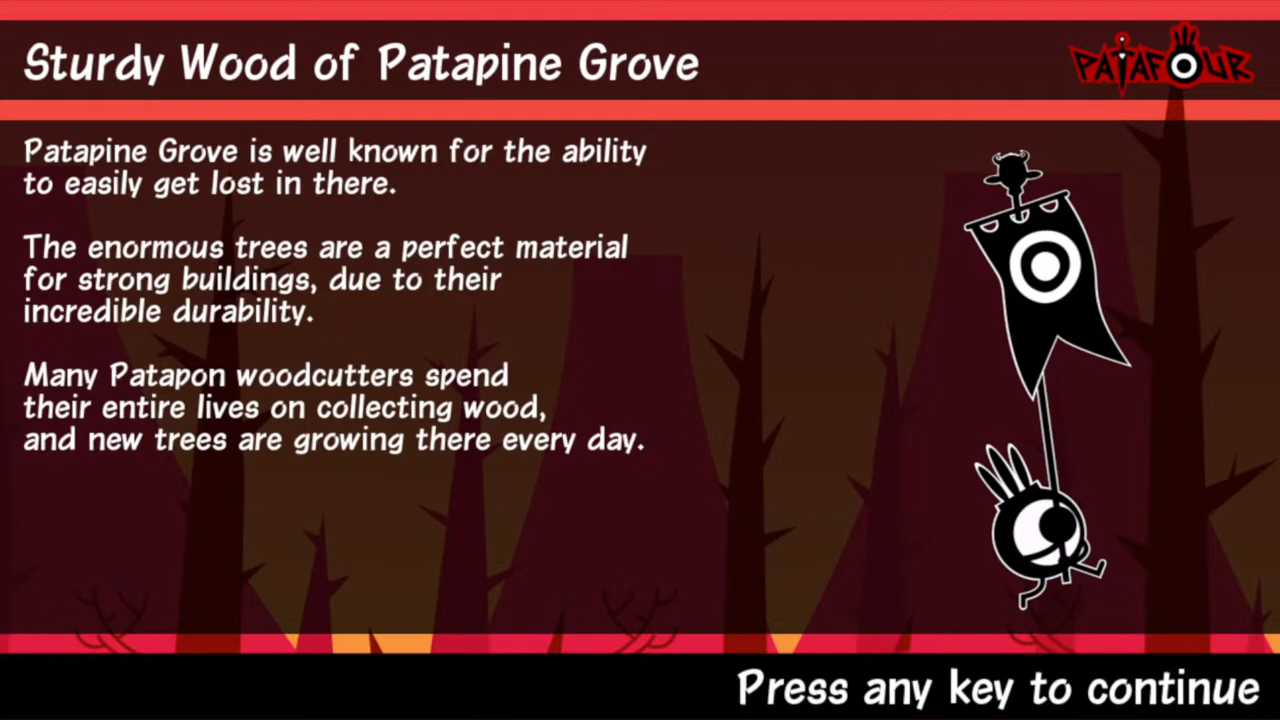 Sturdy Wood of Patapine Grove
PATAFOUR
Patapine Grove is well known for the ability
to easily get lost in there.
The enormous trees are a perfect material
for strong buildings, due to their
incredible durability.
Many Patapon woodcutters spend
their entire lives on collecting wood,
and new trees are growing there every day.
Press any key to continue